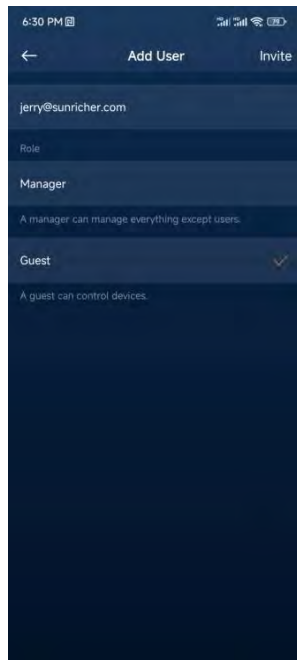 6:30 PM
Add User
Invite
jerry@sunricher.com
Role
Manager
A manager can manage everything except users.
Guest
A guest can control devices.